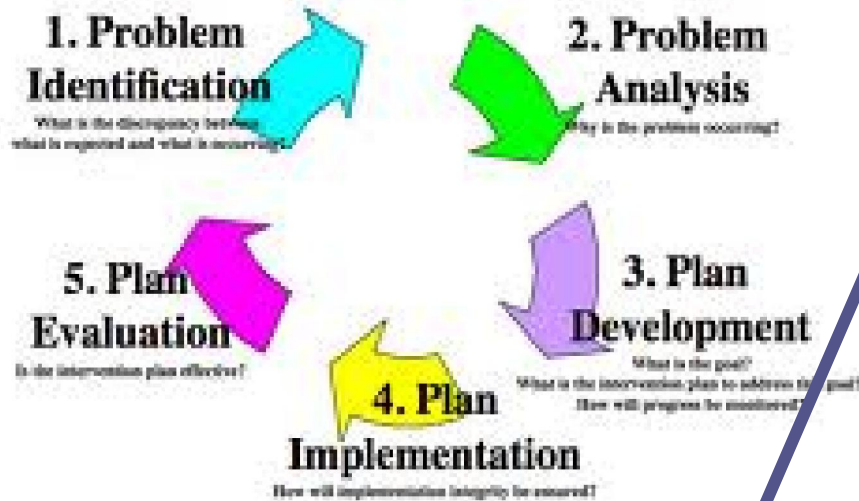 1. Problem
Identification
What is the discrepancy between
what is expected and what is occurring?
2. Problem
Analysis
Why is the problem occurring?
3. Plan
Development
What is the goal?
What is the intervention plan to address this goal?
How will progress be monitored?
4. Plan
Implementation
How will implementation integrity be ensured?
5. Plan
Evaluation
Is the intervention plan effective?